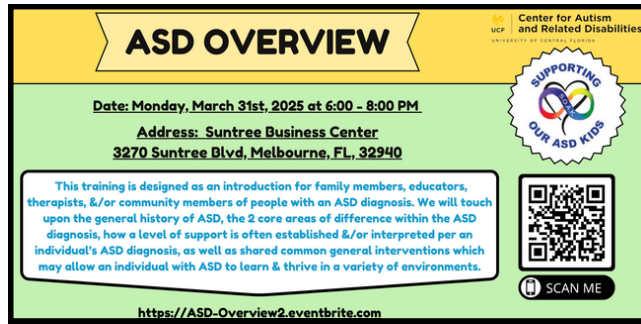 ASD OVERVIEW
UCF
Center for Autism
and Related Disabilities
UNIVERSITY OF CENTRAL FLORIDA
Date: Monday, March 31st, 2025 at 6:00 - 8:00 PM
Address: Suntree Business Center
3270 Suntree Blvd, Melbourne, FL, 32940
SUPPORTING
OUR ASD KIDS
This training is designed as an introduction for family members, educators,
therapists, &/or community members of people with an ASD diagnosis. We will touch
upon the general history of ASD, the 2 core areas of difference within the ASD
diagnosis, how a level of support is often established &/or interpreted per an
individual's ASD diagnosis, as well as shared common general interventions which
may allow an individual with ASD to learn & thrive in a variety of environments.
SCAN ME
https://ASD-Overview2.eventbrite.com